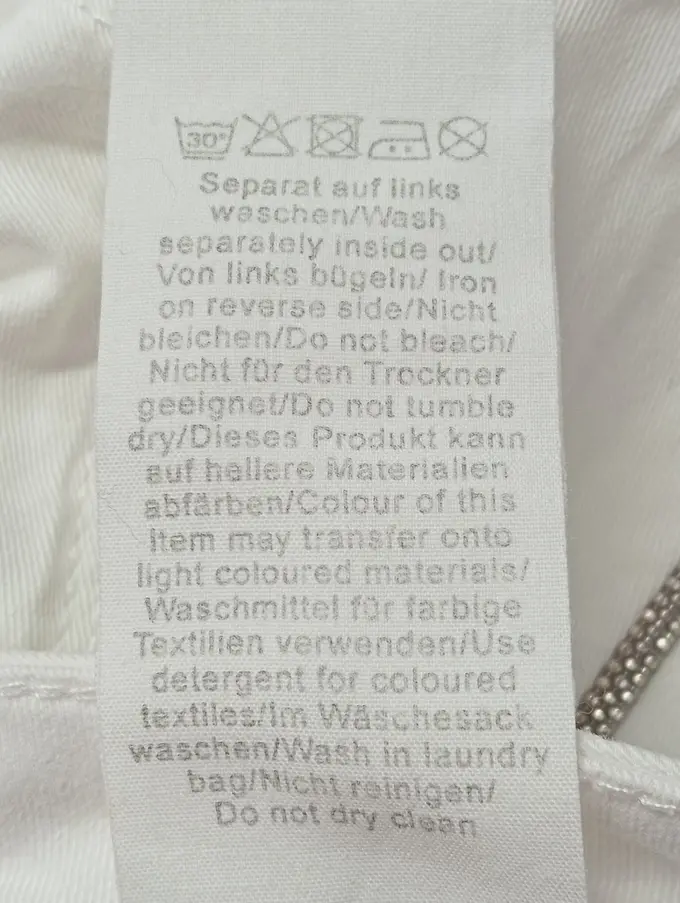 30°
Separat auf links
waschen/Wash
separately inside out/
Von links bügeln/ Iron
on reverse side/Nicht
bleichen/Do not bleach/
Nicht für den Trockner
geeignet/Do not tumble
dry/Dieses Produkt kann
auf hellere Materialien
abfärben/Colour of this
item may transfer onto
light coloured materials/
Waschmittel für farbige
Textilien verwenden/Use
detergent for coloured
textiles/Im Wäschesack
waschen/Wash in laundry
bag/Nicht reinigen/
Do not dry clean